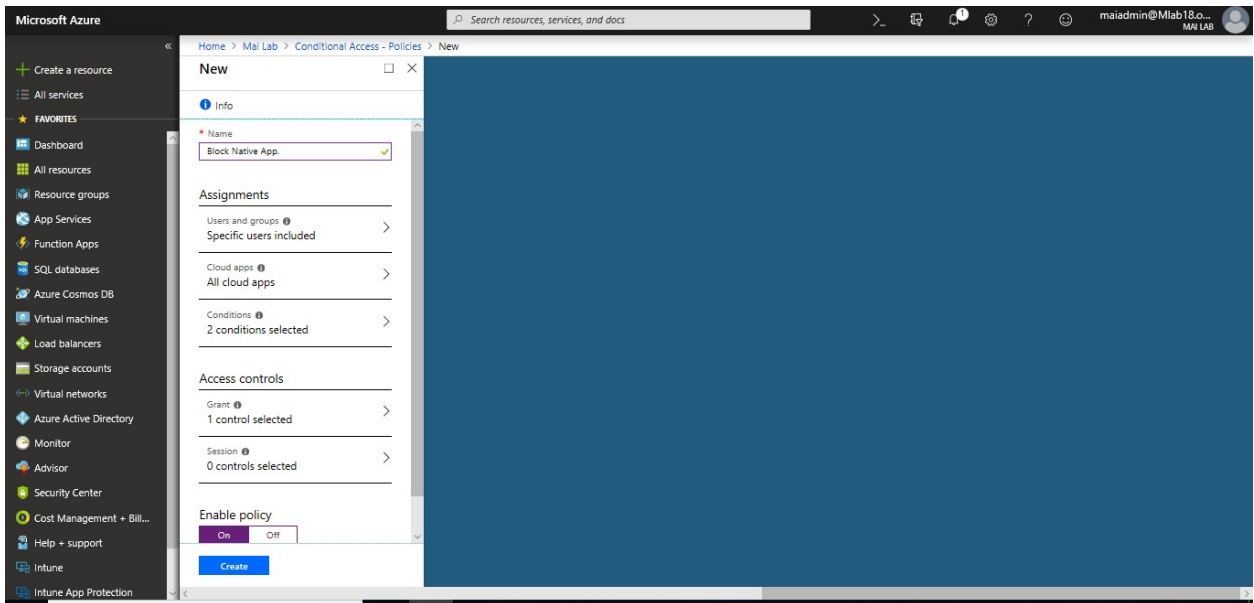 Microsoft Azure
Search resources, services, and docs
>_
1
?
maiadmin@Mlab18.o...
MAI LAB
«
Home > Mai Lab > Conditional Access - Policies > New
Create a resource
All services
FAVORITES
Dashboard
All resources
Resource groups
App Services
Function Apps
SQL databases
Azure Cosmos DB
Virtual machines
Load balancers
Storage accounts
Virtual networks
Azure Active Directory
Monitor
Advisor
Security Center
Cost Management + Bill...
Help + support
Intune
Intune App Protection
New
Info
* Name
Block Native App.
Assignments
Users and groups
Specific users included
Cloud apps
All cloud apps
Conditions
2 conditions selected
Access controls
Grant
1 control selected
Session
0 controls selected
Enable policy
On Off
Create